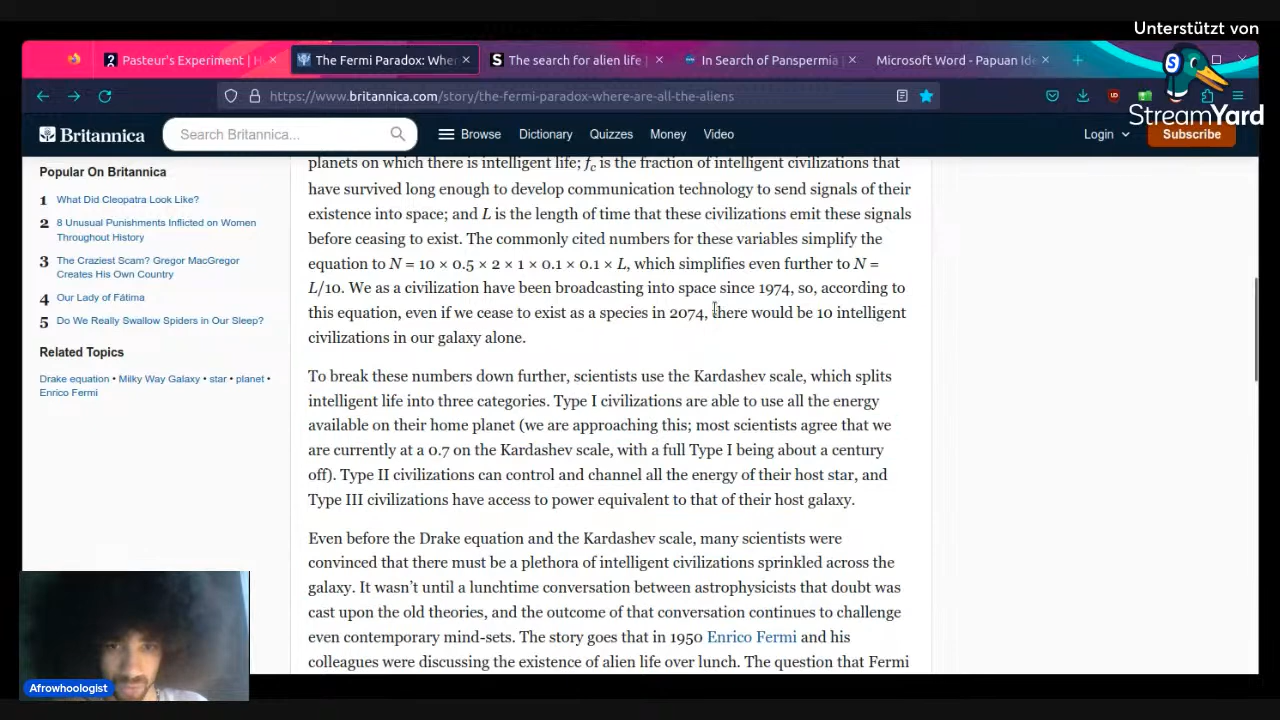 Unterstützt von
StreamYard
Pasteur's Experiment | H
The Fermi Paradox: Wher
The search for alien life |
In Search of Panspermia |
Microsoft Word - Papuan Ide
https://www.britannica.com/story/the-fermi-paradox-where-are-all-the-aliens
Britannica
Search Britannica...
Browse
Dictionary
Quizzes
Money
Video
Login
Subscribe
Popular On Britannica
1 What Did Cleopatra Look Like?
2 8 Unusual Punishments Inflicted on Women
Throughout History
3 The Craziest Scam? Gregor MacGregor
Creates His Own Country
4 Our Lady of Fátima
5 Do We Really Swallow Spiders in Our Sleep?
Related Topics
Drake equation • Milky Way Galaxy • star • planet •
Enrico Fermi
planets on which there is intelligent life; fc is the fraction of intelligent civilizations that
have survived long enough to develop communication technology to send signals of their
existence into space; and L is the length of time that these civilizations emit these signals
before ceasing to exist. The commonly cited numbers for these variables simplify the
equation to N = 10 × 0.5 × 2 × 1 × 0.1 × 0.1 × L, which simplifies even further to N =
L/10. We as a civilization have been broadcasting into space since 1974, so, according to
this equation, even if we cease to exist as a species in 2074, there would be 10 intelligent
civilizations in our galaxy alone.
To break these numbers down further, scientists use the Kardashev scale, which splits
intelligent life into three categories. Type I civilizations are able to use all the energy
available on their home planet (we are approaching this; most scientists agree that we
are currently at a 0.7 on the Kardashev scale, with a full Type I being about a century
off). Type II civilizations can control and channel all the energy of their host star, and
Type III civilizations have access to power equivalent to that of their host galaxy.
Even before the Drake equation and the Kardashev scale, many scientists were
convinced that there must be a plethora of intelligent civilizations sprinkled across the
galaxy. It wasn't until a lunchtime conversation between astrophysicists that doubt was
cast upon the old theories, and the outcome of that conversation continues to challenge
even contemporary mind-sets. The story goes that in 1950 Enrico Fermi and his
colleagues were discussing the existence of alien life over lunch. The question that Fermi
Afrowhoologist